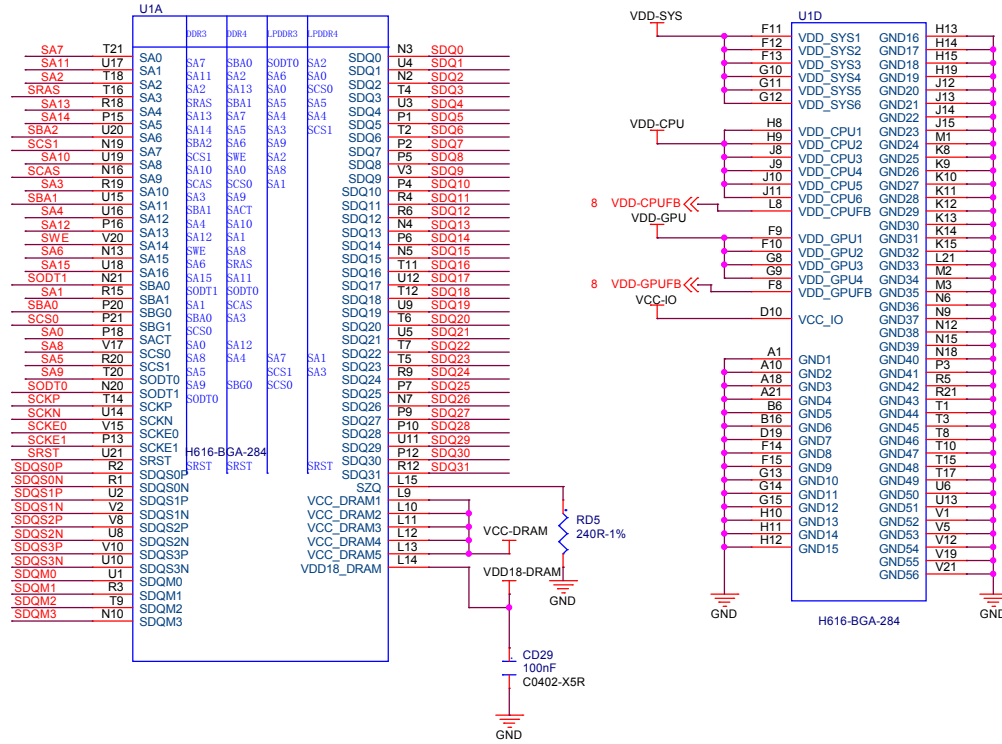 U1A
DDR3 DDR4 LPDDR3 LPDDR4
SA7 T21 SA0 SA7 SBA0 SODT0 SA2 SDQ0 N3 SDQ0
SA11 U17 SA1 SA11 SA2 SA6 SA0 SDQ1 U4 SDQ1
SA2 T18 SA2 SA2 SA13 SA0 SCS0 SDQ2 N2 SDQ2
SRAS T16 SA3 SRAS SBA1 SA5 SA5 SDQ3 T4 SDQ3
SA13 R18 SA4 SA13 SA7 SA4 SA4 SDQ4 U3 SDQ4
SA14 P15 SA5 SA14 SA5 SA3 SCS1 SDQ5 P1 SDQ5
SBA2 U20 SA6 SBA2 SA6 SA9 SDQ6 T2 SDQ6
SCS1 N19 SA7 SCS1 SWE SA2 SDQ7 P2 SDQ7
SA10 U19 SA8 SA10 SA0 SA8 SDQ8 P5 SDQ8
SCAS N16 SA9 SCAS SCS0 SA1 SDQ9 V3 SDQ9
SA3 R19 SA10 SA3 SA9 SDQ10 P4 SDQ10
SBA1 U15 SA11 SBA1 SACT SDQ11 R4 SDQ11
SA4 U16 SA12 SA4 SA10 SDQ12 R6 SDQ12
SA12 P16 SA13 SA12 SA1 SDQ13 N4 SDQ13
SWE V20 SA14 SWE SA8 SDQ14 P6 SDQ14
SA6 N13 SA15 SA6 SRAS SDQ15 N5 SDQ15
SA15 U18 SA16 SA15 SA11 SDQ16 T11 SDQ16
SODT1 N21 SBA0 SODT1 SODT0 SDQ17 U12 SDQ17
SA1 R15 SBA1 SA1 SCAS SDQ18 T12 SDQ18
SBA0 P20 SBG0 SBA0 SA3 SDQ19 U9 SDQ19
SCS0 P21 SBG1 SCS0 SDQ20 T6 SDQ20
SA0 P18 SACT SA0 SA12 SDQ21 U5 SDQ21
SA8 V17 SCS0 SA8 SA4 SA7 SA1 SDQ22 T7 SDQ22
SA5 R20 SCS1 SA5 SCS1 SA3 SDQ23 T5 SDQ23
SA9 T20 SODT0 SA9 SBG0 SCS0 SDQ24 R9 SDQ24
SODT0 N20 SODT1 SODT0 SDQ25 P7 SDQ25
SCKP T14 SCKP SDQ26 N7 SDQ26
SCKN U14 SCKN SDQ27 P9 SDQ27
SCKE0 V15 SCKE0 SDQ28 P10 SDQ28
SCKE1 P13 SCKE1 H616-BGA-284 SDQ29 U11 SDQ29
SRST U21 SRST SRST SRST SRST SDQ30 P12 SDQ30
SDQS0P R2 SDQS0P SDQ31 R12 SDQ31
SDQS0N R1 SDQS0N SZQ L15
SDQS1P U2 SDQS1P VCC_DRAM1 L9
SDQS1N V2 SDQS1N VCC_DRAM2 L10
SDQS2P V8 SDQS2P VCC_DRAM3 L11
SDQS2N U8 SDQS2N VCC_DRAM4 L12
SDQS3P V10 SDQS3P VCC_DRAM5 L13
SDQS3N U10 SDQS3N VDD18_DRAM L14
SDQM0 U1 SDQM0
SDQM1 R3 SDQM1
SDQM2 T9 SDQM2
SDQM3 N10 SDQM3
RD5
240R-1%
GND
VCC-DRAM
VDD18-DRAM
CD29
100nF
C0402-X5R
GND
U1D
VDD-SYS
F11 VDD_SYS1
F12 VDD_SYS2
F13 VDD_SYS3
G10 VDD_SYS4
G11 VDD_SYS5
G12 VDD_SYS6
VDD-CPU
H8 VDD_CPU1
H9 VDD_CPU2
J8 VDD_CPU3
J9 VDD_CPU4
J10 VDD_CPU5
J11 VDD_CPU6
8 VDD-CPUFB L8 VDD_CPUFB
VDD-GPU
F9 VDD_GPU1
F10 VDD_GPU2
G8 VDD_GPU3
G9 VDD_GPU4
8 VDD-GPUFB F8 VDD_GPUFB
VCC-IO
D10 VCC_IO
A1 GND1
A10 GND2
A18 GND3
A21 GND4
B6 GND5
B16 GND6
D19 GND7
F14 GND8
F15 GND9
G13 GND10
G14 GND11
G15 GND12
H10 GND13
H11 GND14
H12 GND15
GND
GND16 H13
GND17 H14
GND18 H15
GND19 H19
GND20 J12
GND21 J13
GND22 J14
GND23 J15
GND24 M1
GND25 K8
GND26 K9
GND27 K10
GND28 K11
GND29 K12
GND30 K13
GND31 K14
GND32 K15
GND33 L21
GND34 M2
GND35 M3
GND36 N6
GND37 N9
GND38 N12
GND39 N15
GND40 N18
GND41 P3
GND42 R5
GND43 R21
GND44 T1
GND45 T3
GND46 T8
GND47 T10
GND48 T15
GND49 T17
GND50 U6
GND51 U13
GND52 V1
GND53 V5
GND54 V12
GND55 V19
GND56 V21
GND
H616-BGA-284